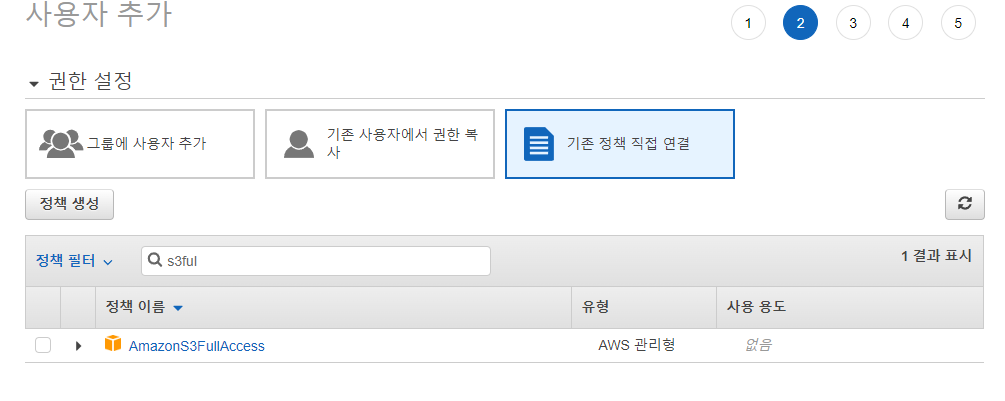 사용자 추가
1 2 3 4 5
권한 설정
그룹에 사용자 추가
기존 사용자에서 권한 복
사
기존 정책 직접 연결
정책 생성
정책 필터
s3ful
1 결과 표시
정책 이름 유형 사용 용도
AmazonS3FullAccess AWS 관리형 없음